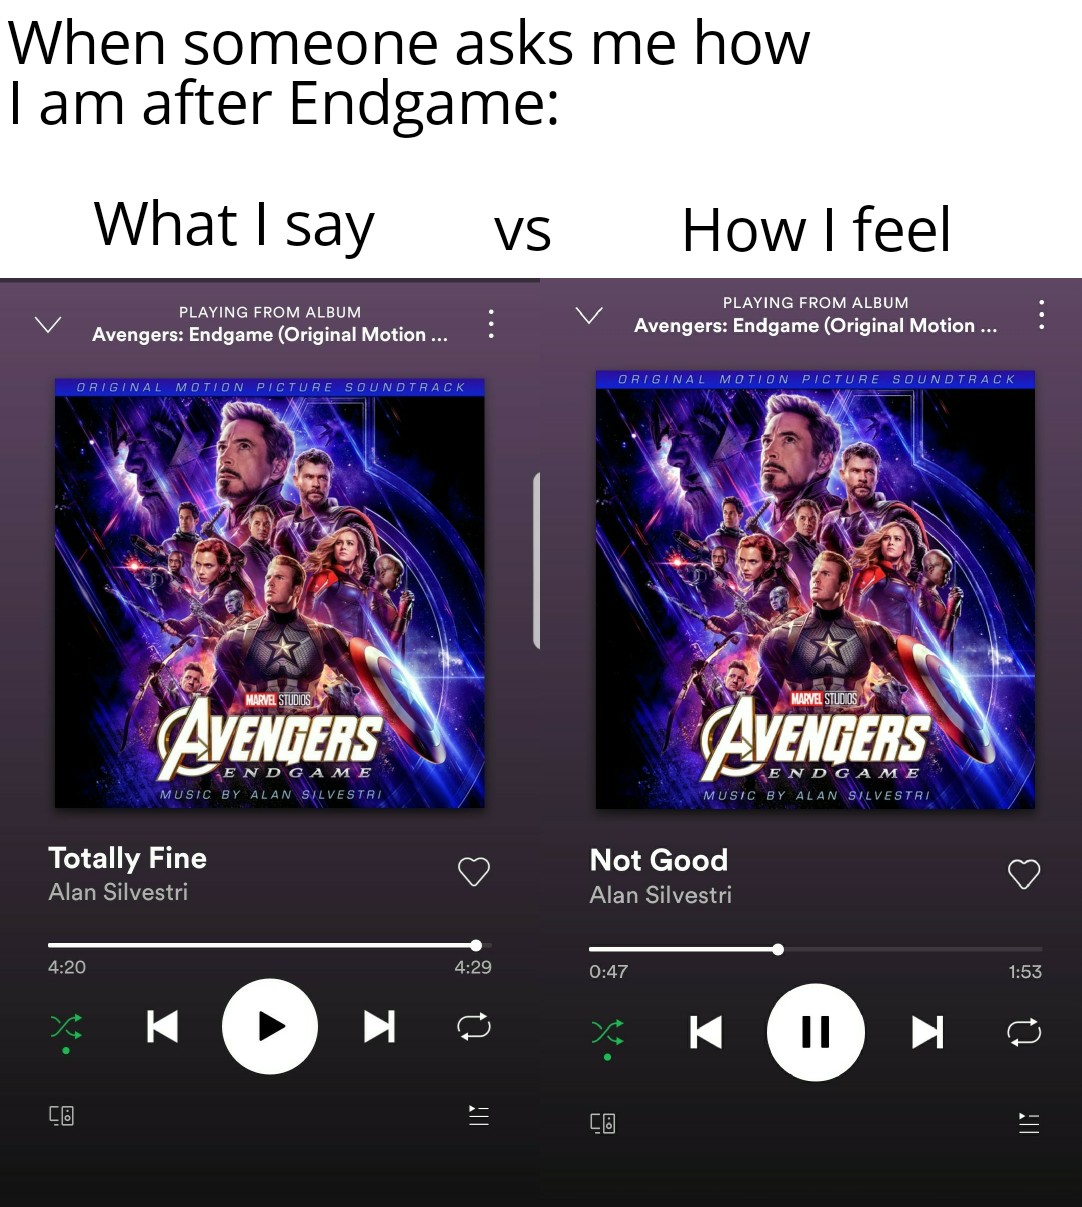 When someone asks me how
I am after Endgame:
What I say vs How I feel
PLAYING FROM ALBUM
Avengers: Endgame (Original Motion ...
ORIGINAL MOTION PICTURE SOUNDTRACK
MARVEL STUDIOS
AVENGERS
ENDGAME
MUSIC BY ALAN SILVESTRI
Totally Fine
Alan Silvestri
4:20
4:29
PLAYING FROM ALBUM
Avengers: Endgame (Original Motion ...
ORIGINAL MOTION PICTURE SOUNDTRACK
MARVEL STUDIOS
AVENGERS
ENDGAME
MUSIC BY ALAN SILVESTRI
Not Good
Alan Silvestri
0:47
1:53